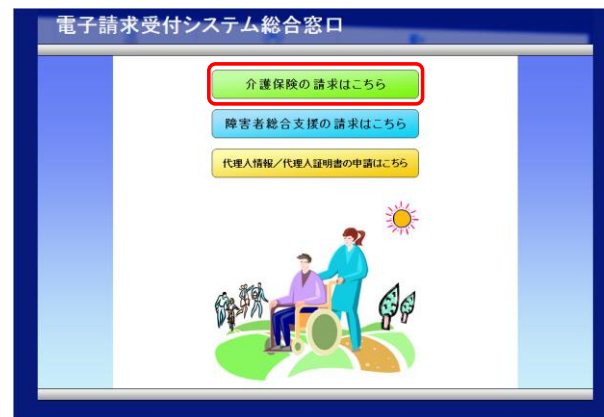 電子請求受付システム総合窓口
介護保険の請求はこちら
障害者総合支援の請求はこちら
代理人情報/代理人証明書の申請はこちら